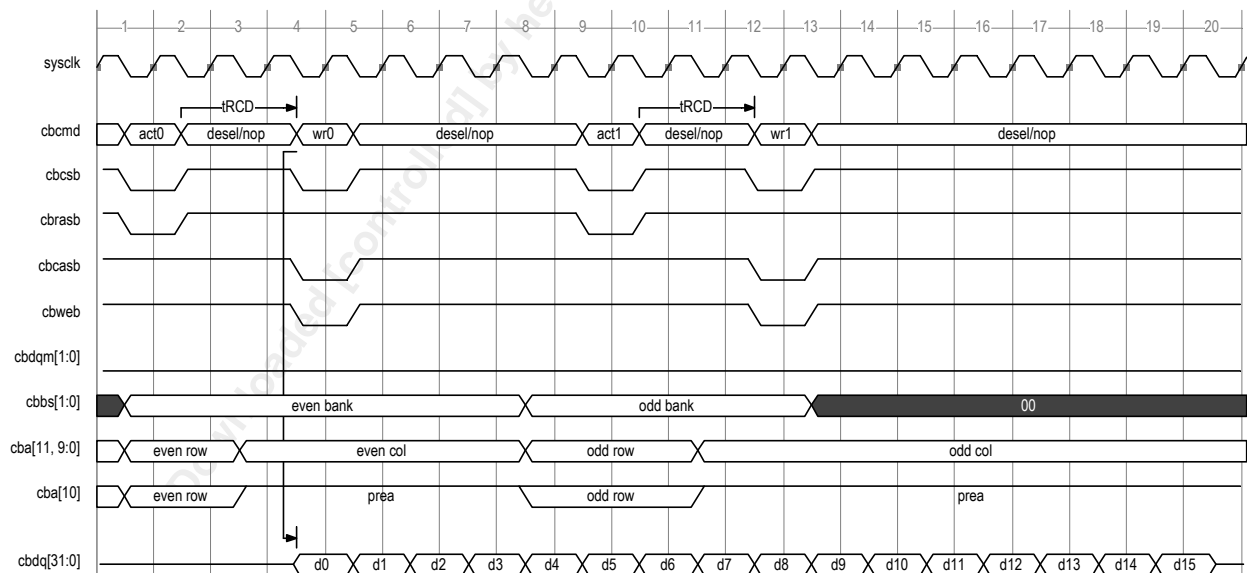 1 2 3 4 5 6 7 8 9 10 11 12 13 14 15 16 17 18 19 20
sysclk
tRCD tRCD
cbcmd act0 desel/nop wr0 desel/nop act1 desel/nop wr1 desel/nop
cbcsb
cbrasb
cbcasb
cbweb
cbdqm[1:0]
cbbs[1:0] even bank odd bank 00
cba[11, 9:0] even row even col odd row odd col
cba[10] even row prea odd row prea
cbdq[31:0] d0 d1 d2 d3 d4 d5 d6 d7 d8 d9 d10 d11 d12 d13 d14 d15
Downloaded [controlled] by he